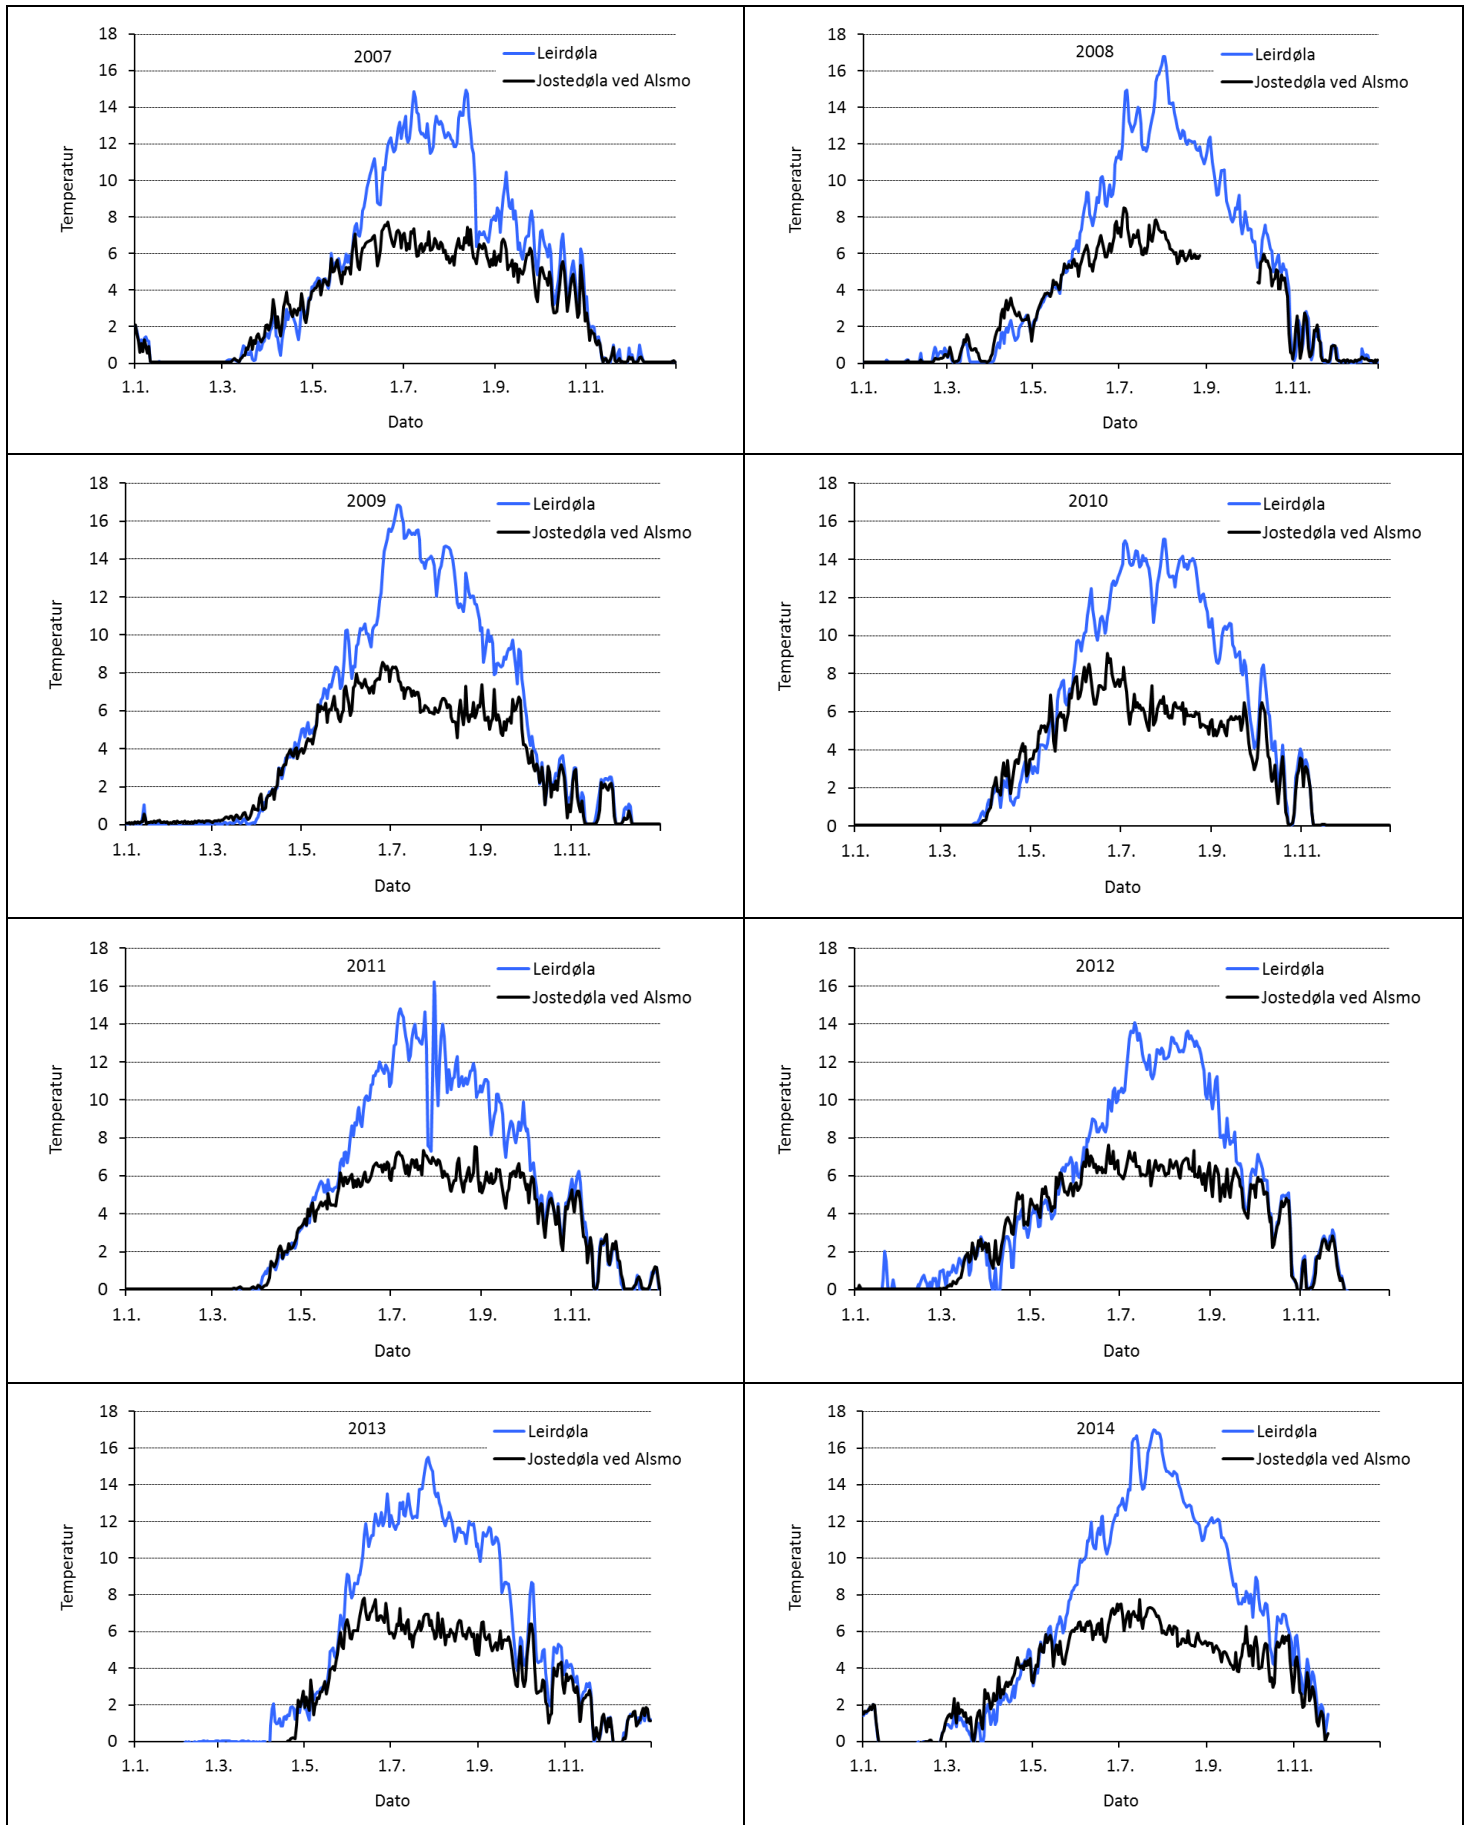 2007
Leirdøla
Jostedøla ved Alsmo
18
16
14
12
10
8
6
4
2
0
Temperatur
1.1. 1.3. 1.5. 1.7. 1.9. 1.11.
Dato
2008
Leirdøla
Jostedøla ved Alsmo
18
16
14
12
10
8
6
4
2
0
Temperatur
1.1. 1.3. 1.5. 1.7. 1.9. 1.11.
Dato
2009
Leirdøla
Jostedøla ved Alsmo
18
16
14
12
10
8
6
4
2
0
Temperatur
1.1. 1.3. 1.5. 1.7. 1.9. 1.11.
Dato
2010
Leirdøla
Jostedøla ved Alsmo
18
16
14
12
10
8
6
4
2
0
Temperatur
1.1. 1.3. 1.5. 1.7. 1.9. 1.11.
Dato
2011
Leirdøla
Jostedøla ved Alsmo
18
16
14
12
10
8
6
4
2
0
Temperatur
1.1. 1.3. 1.5. 1.7. 1.9. 1.11.
Dato
2012
Leirdøla
Jostedøla ved Alsmo
18
16
14
12
10
8
6
4
2
0
Temperatur
1.1. 1.3. 1.5. 1.7. 1.9. 1.11.
Dato
2013
Leirdøla
Jostedøla ved Alsmo
18
16
14
12
10
8
6
4
2
0
Temperatur
1.1. 1.3. 1.5. 1.7. 1.9. 1.11.
Dato
2014
Leirdøla
Jostedøla ved Alsmo
18
16
14
12
10
8
6
4
2
0
Temperatur
1.1. 1.3. 1.5. 1.7. 1.9. 1.11.
Dato